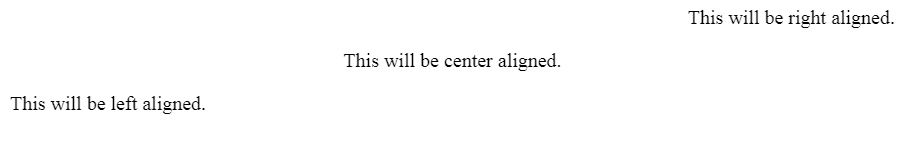 This will be right aligned.
This will be center aligned.
This will be left aligned.